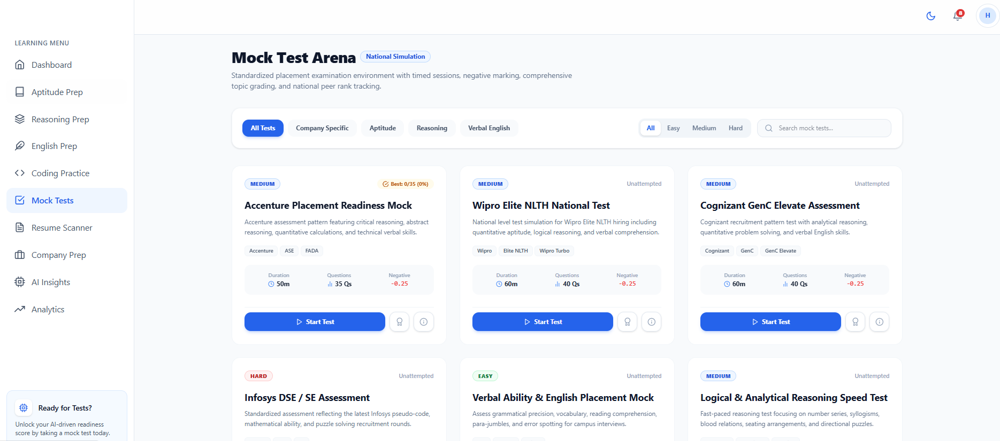 8
H
LEARNING MENU
Dashboard
Aptitude Prep
Reasoning Prep
English Prep
Coding Practice
Mock Tests
Resume Scanner
Company Prep
AI Insights
Analytics
Ready for Tests?
Unlock your AI-driven readiness
score by taking a mock test today.
Mock Test Arena National Simulation
Standardized placement examination environment with timed sessions, negative marking, comprehensive
topic grading, and national peer rank tracking.
All Tests Company Specific Aptitude Reasoning Verbal English All Easy Medium Hard Search mock tests...
MEDIUM Best: 0/35 (0%)
Accenture Placement Readiness Mock
Accenture assessment pattern featuring critical reasoning, abstract
reasoning, quantitative calculations, and technical verbal skills.
Accenture ASE FADA
Duration Questions Negative
50m 35 Qs -0.25
Start Test
MEDIUM Unattempted
Wipro Elite NLTH National Test
National level test simulation for Wipro Elite NLTH hiring including
quantitative aptitude, logical reasoning, and verbal comprehension.
Wipro Elite NLTH Wipro Turbo
Duration Questions Negative
60m 40 Qs -0.25
Start Test
MEDIUM Unattempted
Cognizant GenC Elevate Assessment
Cognizant recruitment pattern test with analytical reasoning,
quantitative problem solving, and verbal English skills.
Cognizant GenC GenC Elevate
Duration Questions Negative
60m 40 Qs -0.25
Start Test
HARD Unattempted
Infosys DSE / SE Assessment
Standardized assessment reflecting the latest Infosys pseudo-code,
mathematical ability, and puzzle solving recruitment rounds.
EASY Unattempted
Verbal Ability & English Placement Mock
Assess grammatical precision, vocabulary, reading comprehension,
para-jumbles, and error spotting for campus interviews.
MEDIUM Unattempted
Logical & Analytical Reasoning Speed Test
Fast-paced reasoning test focusing on number series, syllogisms,
blood relations, seating arrangements, and directional puzzles.